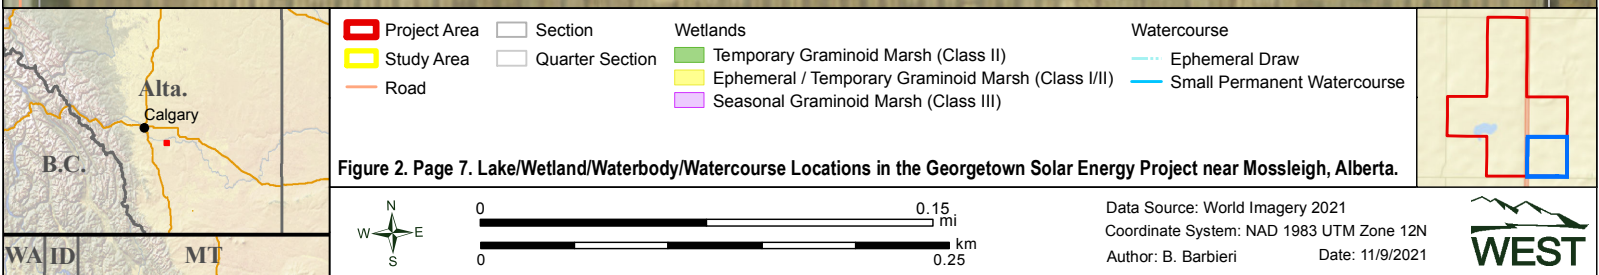 Alta.
Calgary
B.C.
WA ID MT
Project Area
Study Area
Road
Section
Quarter Section
Wetlands
Temporary Graminoid Marsh (Class II)
Ephemeral / Temporary Graminoid Marsh (Class I/II)
Seasonal Graminoid Marsh (Class III)
Watercourse
Ephemeral Draw
Small Permanent Watercourse
Figure 2. Page 7. Lake/Wetland/Waterbody/Watercourse Locations in the Georgetown Solar Energy Project near Mossleigh, Alberta.
N
W E
S
0 0.15
mi
km
0 0.25
Data Source: World Imagery 2021
Coordinate System: NAD 1983 UTM Zone 12N
Author: B. Barbieri Date: 11/9/2021
WEST